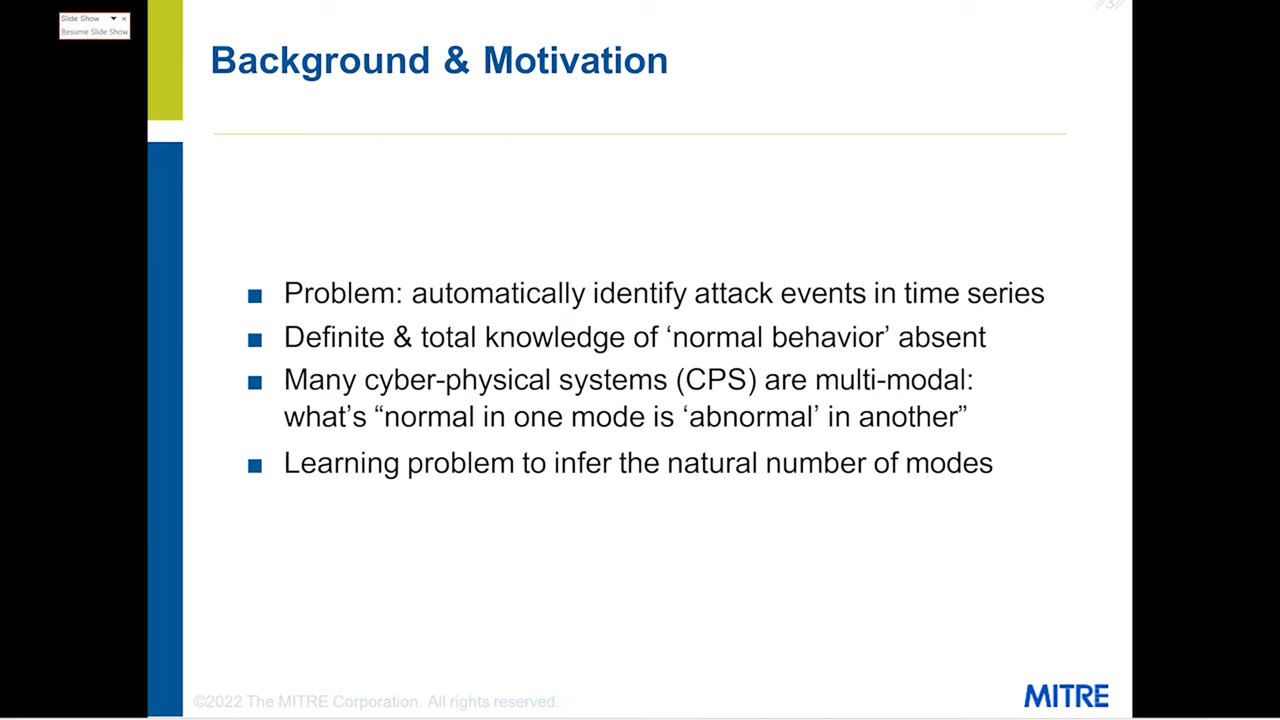 Slide Show
Resume Slide Show
//3//
Background & Motivation
■ Problem: automatically identify attack events in time series
■ Definite & total knowledge of ‘normal behavior’ absent
■ Many cyber-physical systems (CPS) are multi-modal:
what’s “normal in one mode is ‘abnormal’ in another”
■ Learning problem to infer the natural number of modes
©2022 The MITRE Corporation. All rights reserved.
MITRE